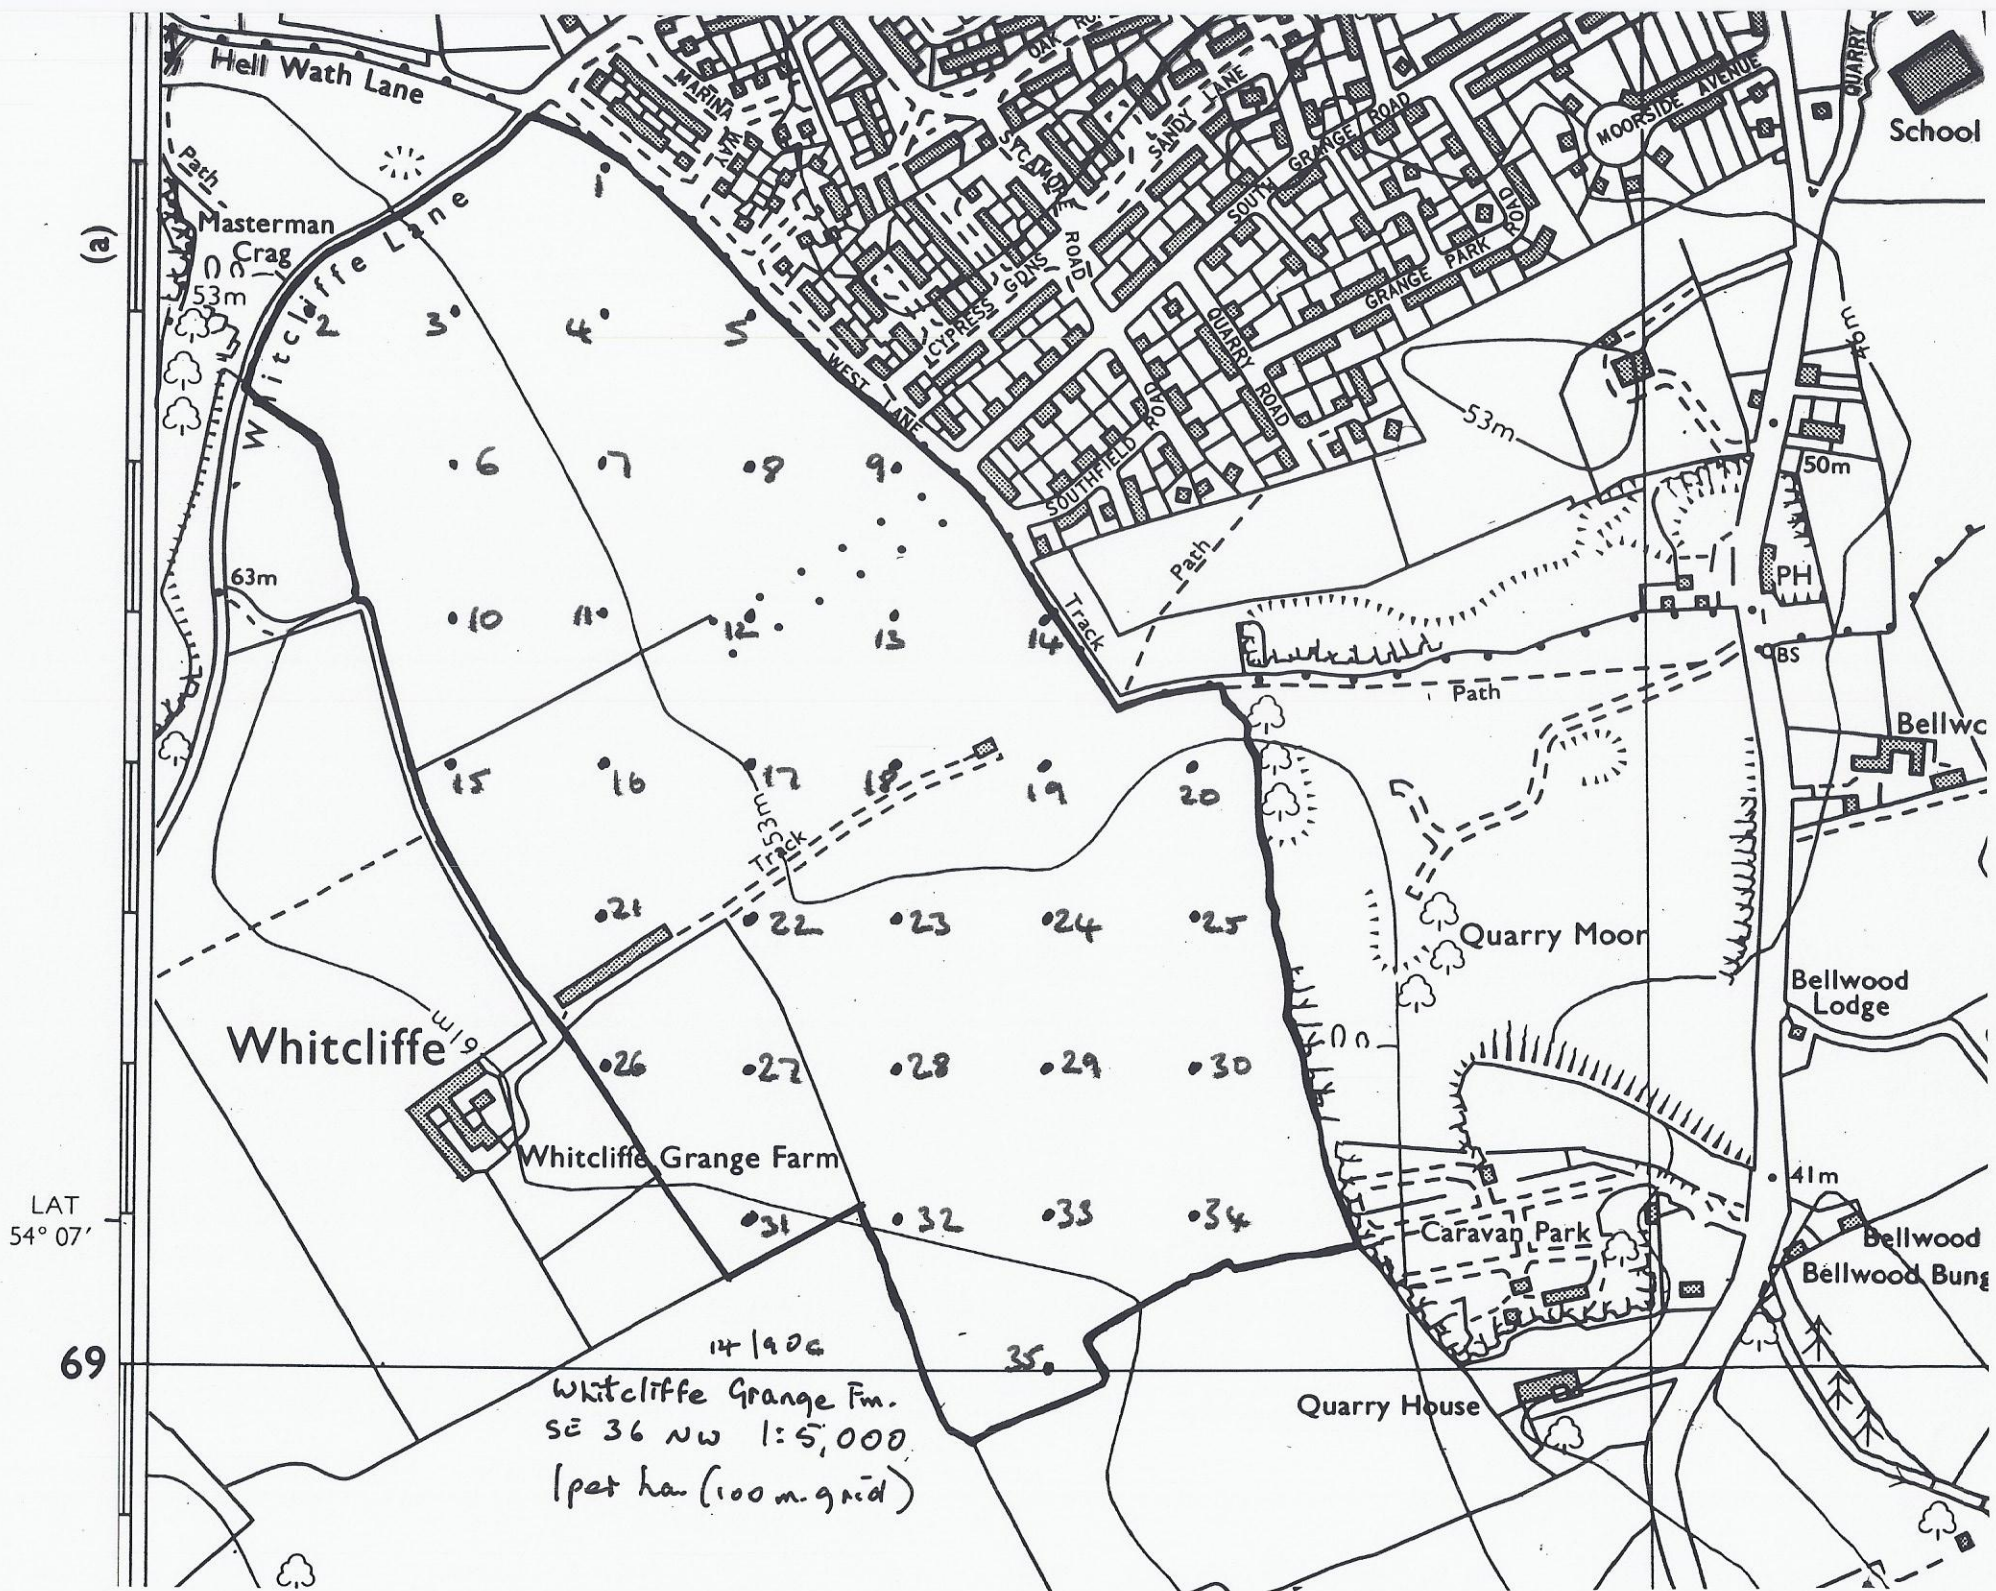 Hell Wath Lane
MARINA WAY
OAK
SANDY LANE
SYCAMORE ROAD
SOUTH GRANGE ROAD
MOORSIDE AVENUE
QUARRY
School
Path
(a)
Masterman
Crag
53m
Whitcliffe Lane
1
ROAD
GRANGE PARK
CYPRESS GDNS
46m
2
3
4
5
WEST LANE
QUARRY ROAD
53m
SOUTHFIELD ROAD
50m
6
7
8
9
Path
PH
63m
10
11
12
13
14
Track
BS
Path
15
16
17
18
19
20
53m
Track
21
22
23
24
25
Quarry Moor
Bellwood
Lodge
Whitcliffe
61m
26
27
28
29
30
Whitcliffe Grange Farm
41m
LAT
54° 07'
31
32
33
34
Caravan Park
Bellwood
69
35
Whitcliffe Grange Fm.
SE 36 NW 1:5,000
1 per ha. (100 m. grid)
Quarry House